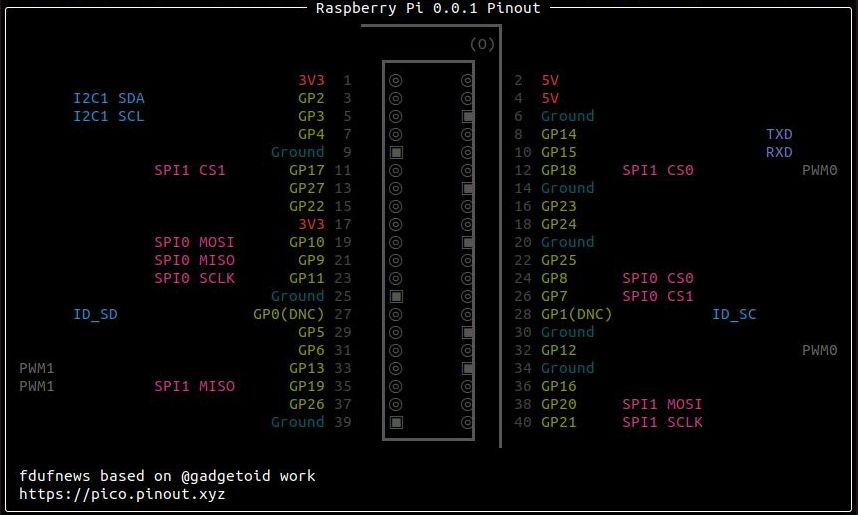 Raspberry Pi 0.0.1 Pinout
(O)
3V3 1 ◎ ◎ 2 5V
I2C1 SDA GP2 3 ◎ ◎ 4 5V
I2C1 SCL GP3 5 ◎ ▣ 6 Ground
GP4 7 ◎ ◎ 8 GP14 TXD
Ground 9 ▣ ◎ 10 GP15 RXD
SPI1 CS1 GP17 11 ◎ ◎ 12 GP18 SPI1 CS0 PWM0
GP27 13 ◎ ▣ 14 Ground
GP22 15 ◎ ◎ 16 GP23
3V3 17 ◎ ◎ 18 GP24
SPI0 MOSI GP10 19 ◎ ▣ 20 Ground
SPI0 MISO GP9 21 ◎ ◎ 22 GP25
SPI0 SCLK GP11 23 ◎ ◎ 24 GP8 SPI0 CS0
Ground 25 ▣ ◎ 26 GP7 SPI0 CS1
ID_SD GP0(DNC) 27 ◎ ◎ 28 GP1(DNC) ID_SC
GP5 29 ◎ ▣ 30 Ground
GP6 31 ◎ ◎ 32 GP12 PWM0
PWM1 GP13 33 ◎ ▣ 34 Ground
PWM1 SPI1 MISO GP19 35 ◎ ◎ 36 GP16
GP26 37 ◎ ◎ 38 GP20 SPI1 MOSI
Ground 39 ▣ ◎ 40 GP21 SPI1 SCLK
fdufnews based on @gadgetoid work
https://pico.pinout.xyz